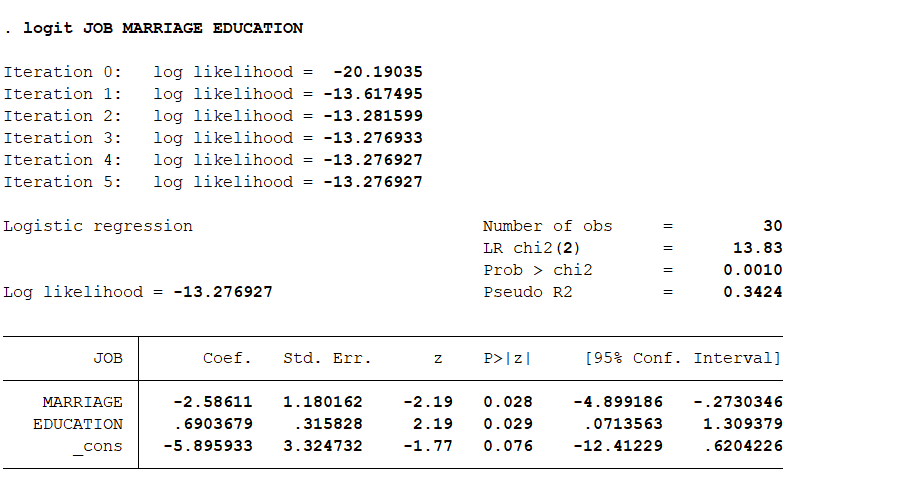 . logit JOB MARRIAGE EDUCATION
Iteration 0:   log likelihood =  -20.19035
Iteration 1:   log likelihood = -13.617495
Iteration 2:   log likelihood = -13.281599
Iteration 3:   log likelihood = -13.276933
Iteration 4:   log likelihood = -13.276927
Iteration 5:   log likelihood = -13.276927
Logistic regression                             Number of obs     =         30
LR chi2(2)        =      13.83
Prob > chi2       =     0.0010
Log likelihood = -13.276927                     Pseudo R2         =     0.3424
JOB        Coef.   Std. Err.      z    P>|z|     [95% Conf. Interval]
MARRIAGE    -2.58611   1.180162    -2.19   0.028    -4.899186   -.2730346
EDUCATION    .6903679    .315828     2.19   0.029     .0713563    1.309379
_cons   -5.895933   3.324732    -1.77   0.076    -12.41229    .6204226